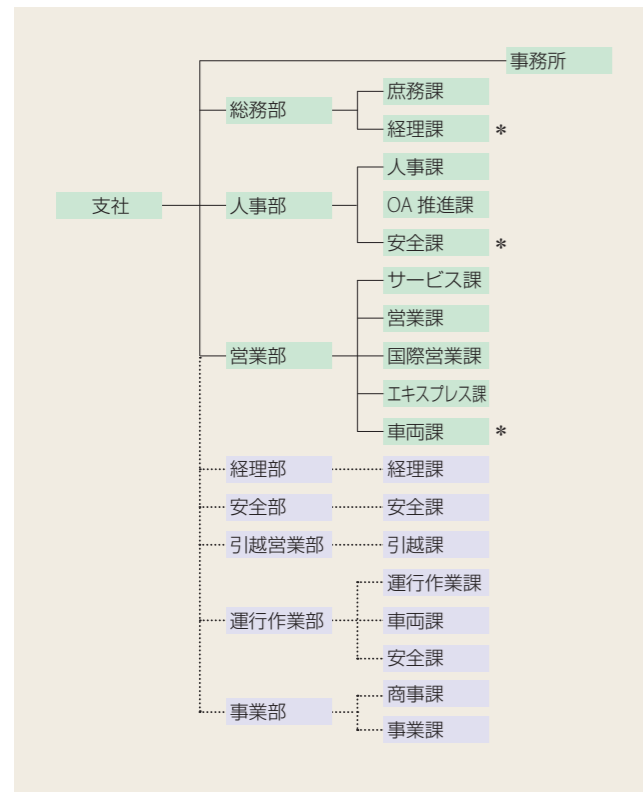 事務所
総務部
庶務課
経理課 *
支社
人事部
人事課
OA 推進課
安全課 *
営業部
サービス課
営業課
国際営業課
エキスプレス課
車両課 *
経理部 経理課
安全部 安全課
引越営業部 引越課
運行作業部
運行作業課
車両課
安全課
事業部
商事課
事業課